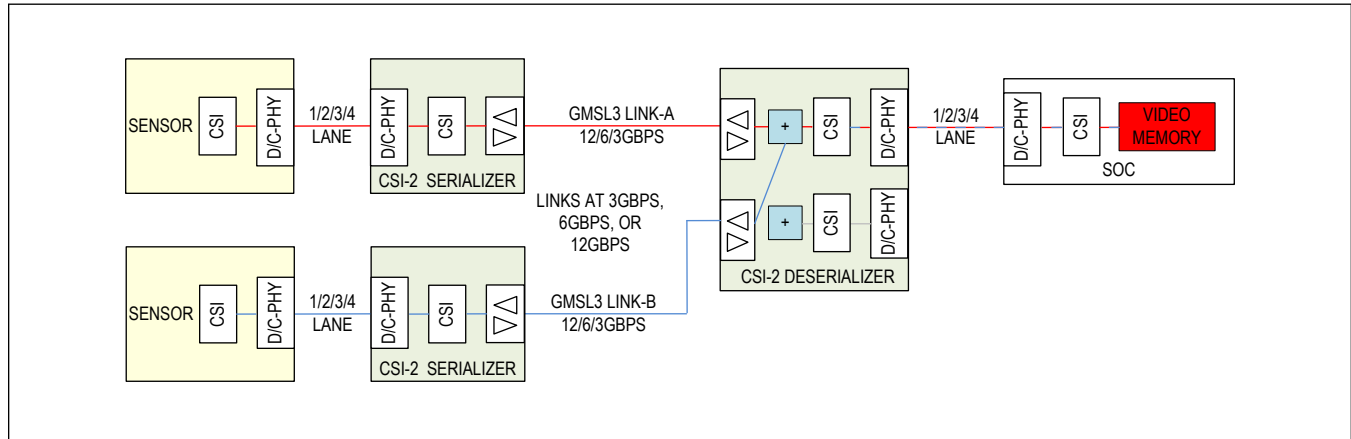 SENSOR
CSI
D/C-PHY
1/2/3/4
LANE
D/C-PHY
CSI
CSI-2 SERIALIZER
GMSL3 LINK-A
12/6/3GBPS
+
CSI
D/C-PHY
1/2/3/4
LANE
D/C-PHY
CSI
VIDEO
MEMORY
SOC
LINKS AT 3GBPS,
6GBPS, OR
12GBPS
+
CSI
D/C-PHY
CSI-2 DESERIALIZER
SENSOR
CSI
D/C-PHY
1/2/3/4
LANE
D/C-PHY
CSI
CSI-2 SERIALIZER
GMSL3 LINK-B
12/6/3GBPS